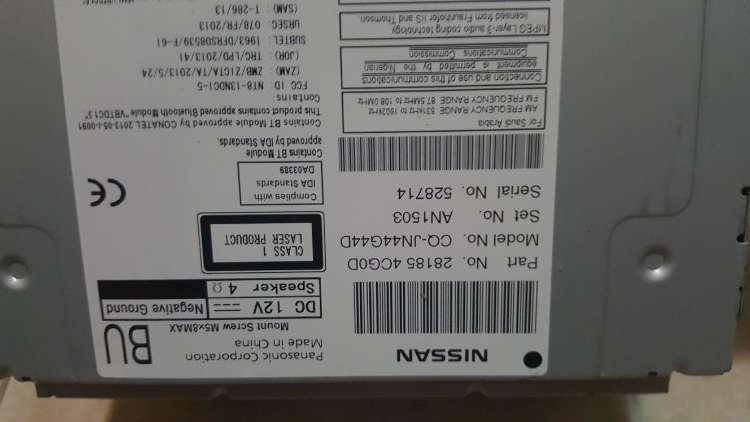 NISSAN
Part No. 28185 4CG0D
Model No. CQ-JN44G44D
Set No. AN1503
Serial No. 528714
For Saudi Arabia
AM FREQUENCY RANGE 531kHz to 1602kHz
FM FREQUENCY RANGE 87.5MHz to 108.0MHz
Connection and use of this communications
equipment is permitted by the Nigerian
Communications Commission
MPEG Layer-3 audio coding technology
licensed from Fraunhofer IIS and Thomson
Panasonic Corporation
Made in China
Mount Screw M5x8MAX
BU
DC 12V
Negative Ground
Speaker 4Ω
CLASS 1
LASER PRODUCT
Complies with
IDA Standards
DA03389
CE
Contains BT Module
approved by IDA Standards.
Contains BT Module approved by CONATEL 2013-05-I-0091
This product contains approved Bluetooth Module "VBTDC1.5"
Contains:
FCC ID : NT8-13NDC1-5
(ZAM) : ZMB/ZICTA/TA/2013/5/24
(JOR) : TRC/LPD/2013/41
SUBTEL : 1963/DFRS08539/F-61
URSEC : 078/FR/2013
(SAM) : T-286/13